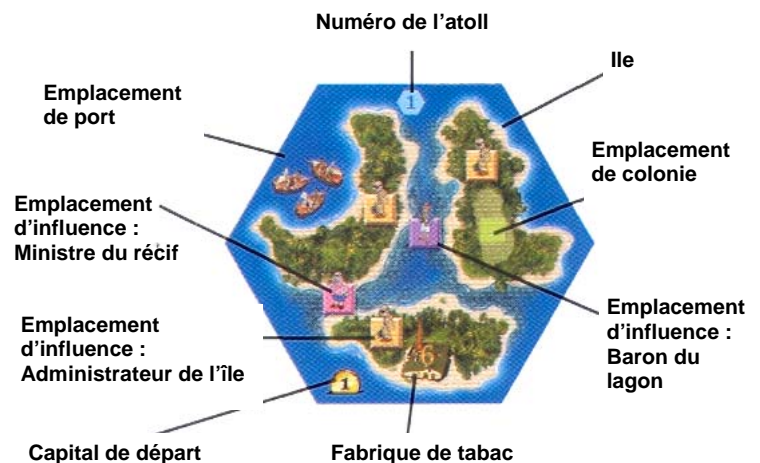 Numéro de l'atoll
Ile
Emplacement
de port
1
Emplacement
de colonie
Emplacement
d'influence :
Ministre du récif
Emplacement
d'influence :
Administrateur de l'île
Emplacement
d'influence :
Baron du
lagon
6
1
Capital de départ
Fabrique de tabac